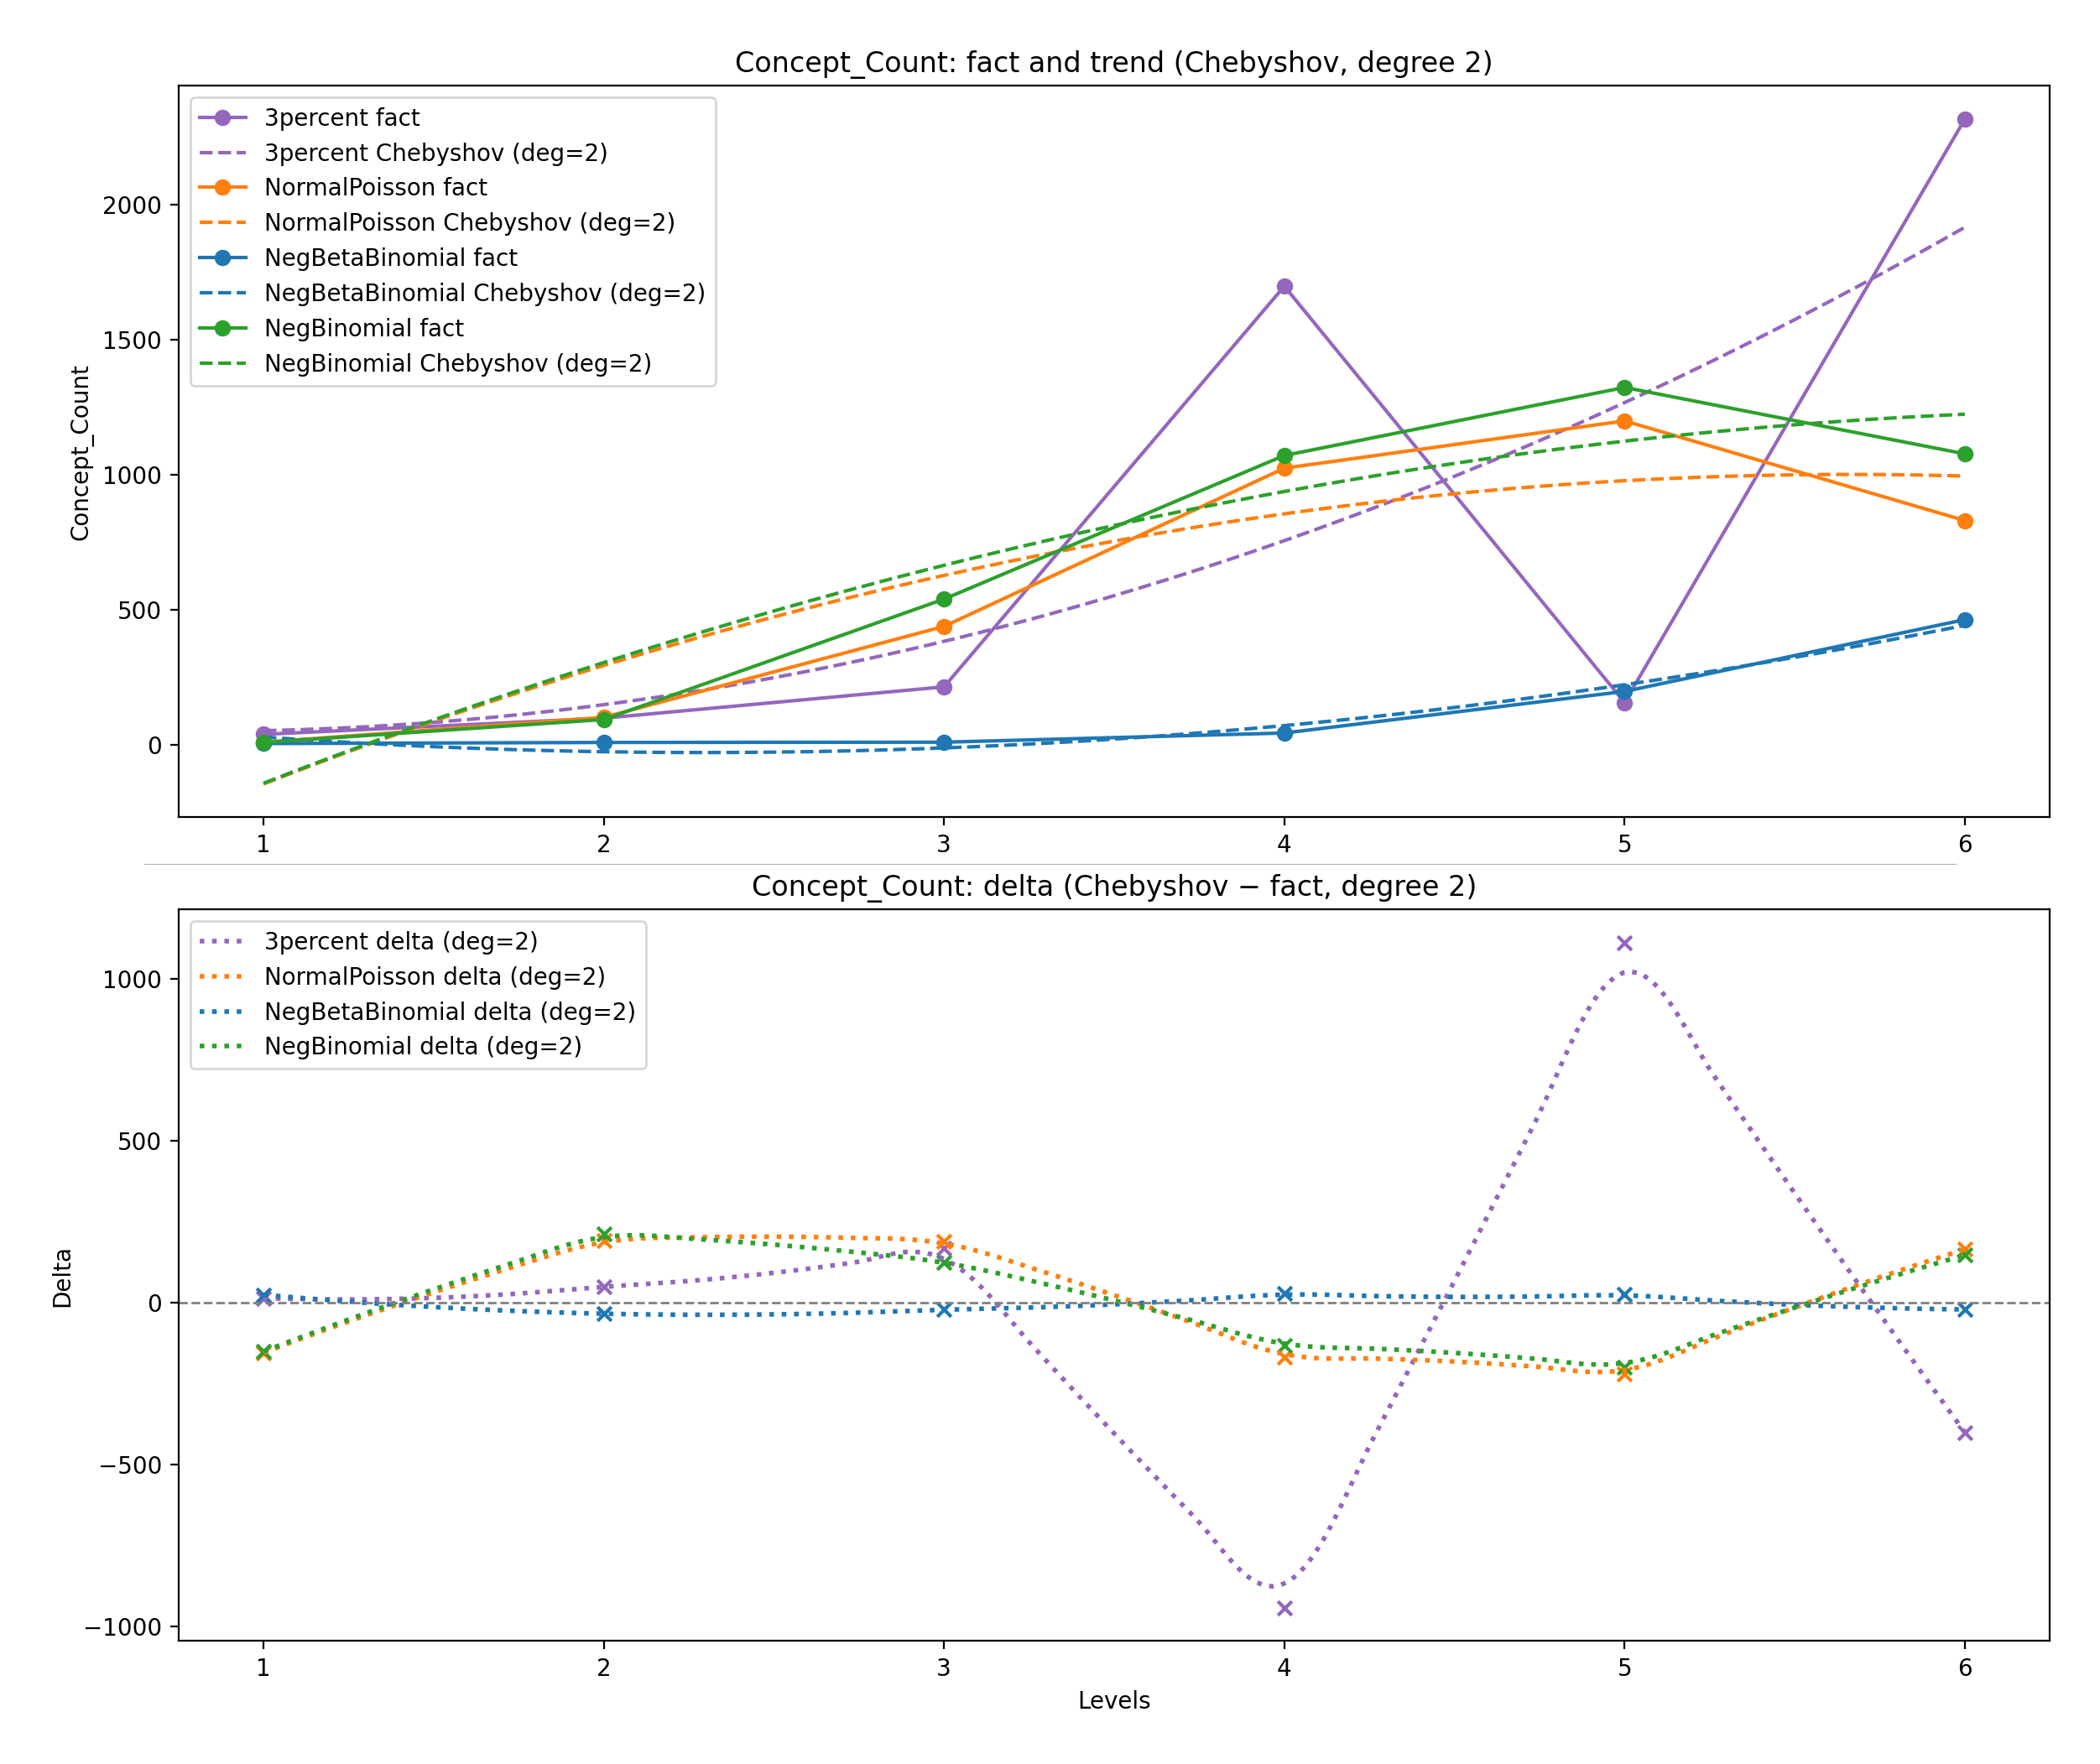 Concept_Count: fact and trend (Chebyshov, degree 2)
3percent fact
3percent Chebyshov (deg=2)
NormalPoisson fact
NormalPoisson Chebyshov (deg=2)
NegBetaBinomial fact
NegBetaBinomial Chebyshov (deg=2)
NegBinomial fact
NegBinomial Chebyshov (deg=2)
Concept_Count
2000
1500
1000
500
0
1 2 3 4 5 6
Concept_Count: delta (Chebyshov − fact, degree 2)
3percent delta (deg=2)
NormalPoisson delta (deg=2)
NegBetaBinomial delta (deg=2)
NegBinomial delta (deg=2)
Delta
1000
500
0
−500
−1000
1 2 3 4 5 6
Levels